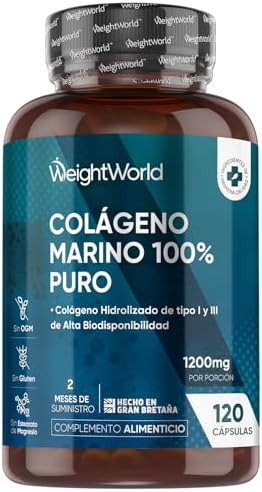 WeightWorld
COLÁGENO
MARINO 100%
PURO
• Colágeno Hidrolizado de tipo I y III
de Alta Biodisponibilidad
Sin OGM
Sin Gluten
Sin Estearato
de Magnesio
1200mg
POR PORCIÓN
2
MESES DE
SUMINISTRO
HECHO EN
GRAN BRETAÑA
120
CÁPSULAS
COMPLEMENTO ALIMENTICIO